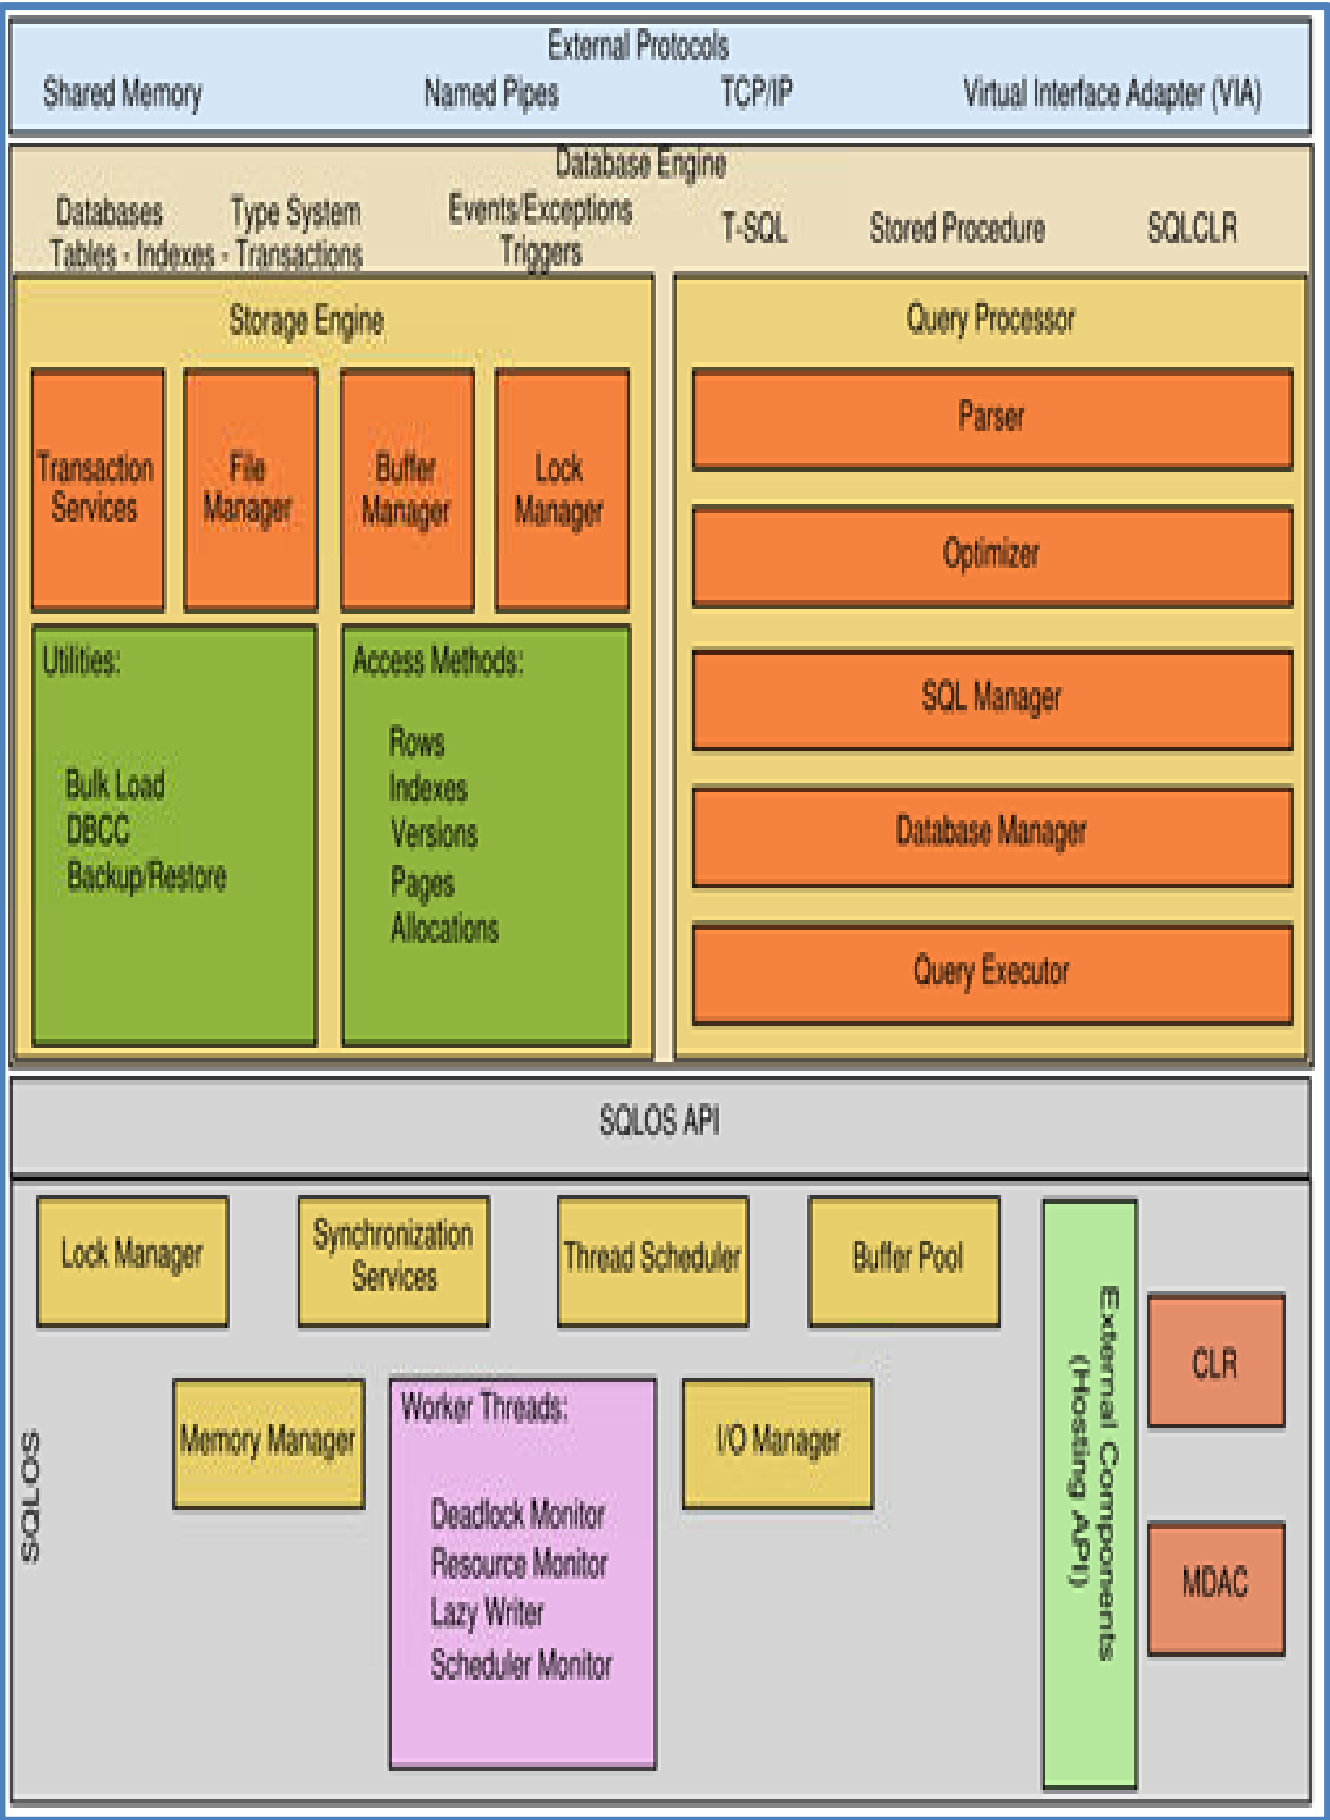 External Protocols
Shared Memory Named Pipes TCP/IP Virtual Interface Adapter (VIA)
Database Engine
Databases Type System
Tables - Indexes - Transactions
Events/Exceptions
Triggers
T-SQL Stored Procedure SQLCLR
Storage Engine
Transaction
Services
File
Manager
Buffer
Manager
Lock
Manager
Utilities:
Bulk Load
DBCC
Backup/Restore
Access Methods:
Rows
Indexes
Versions
Pages
Allocations
Query Processor
Parser
Optimizer
SQL Manager
Database Manager
Query Executor
SQLOS API
SQLOS
Lock Manager
Synchronization
Services
Thread Scheduler
Buffer Pool
Memory Manager
Worker Threads:
Deadlock Monitor
Resource Monitor
Lazy Writer
Scheduler Monitor
I/O Manager
External Components
(Hosting API)
CLR
MDAC